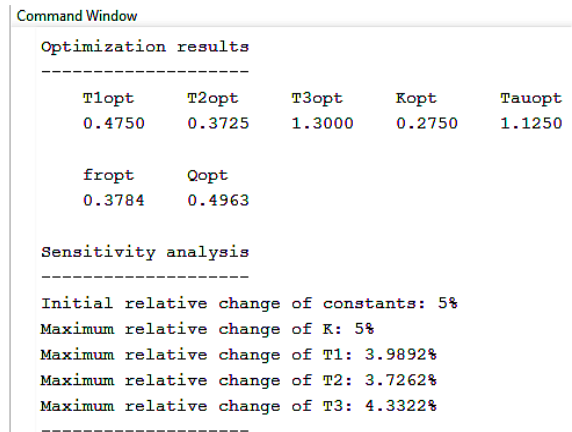 Command Window
Optimization results
--------------------
T1opt T2opt T3opt Kopt Tauopt
0.4750 0.3725 1.3000 0.2750 1.1250
fropt Qopt
0.3784 0.4963
Sensitivity analysis
--------------------
Initial relative change of constants: 5%
Maximum relative change of K: 5%
Maximum relative change of T1: 3.9892%
Maximum relative change of T2: 3.7262%
Maximum relative change of T3: 4.3322%
--------------------